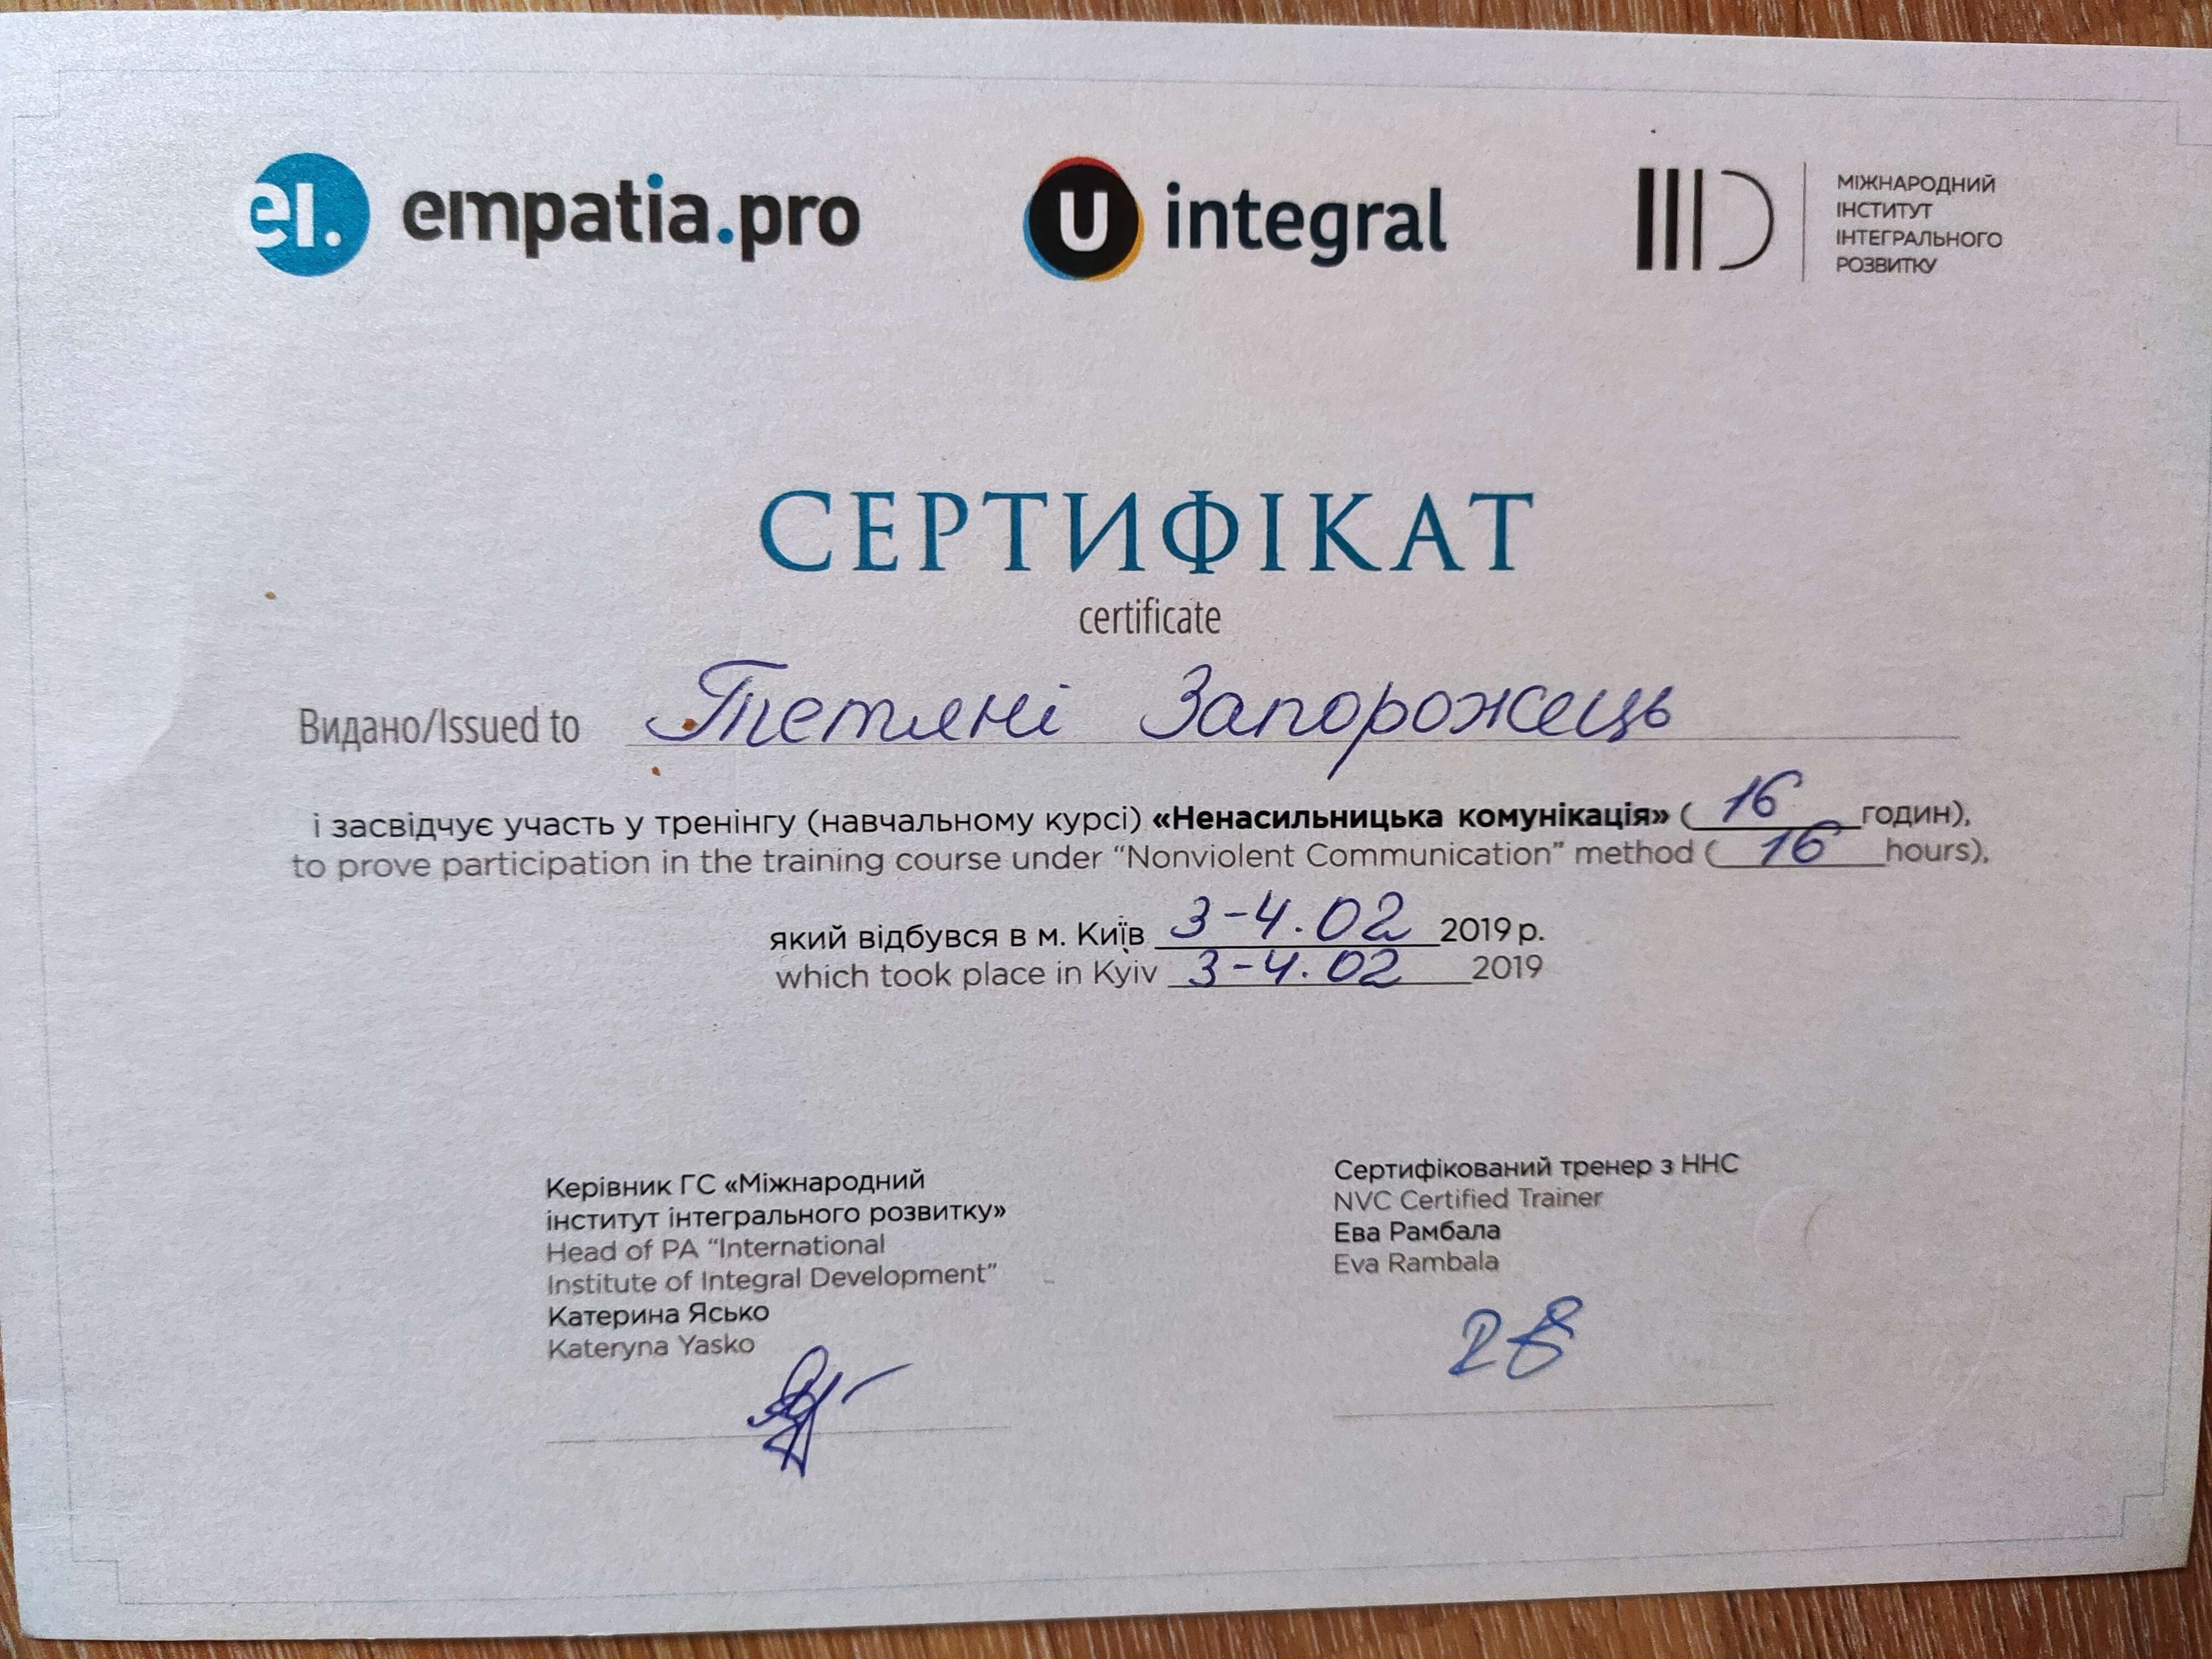 el. empatia.pro
U integral
МІЖНАРОДНИЙ
ІНСТИТУТ
ІНТЕГРАЛЬНОГО
РОЗВИТКУ
СЕРТИФІКАТ
certificate
Видано/Issued to Тетяні Запорожець
і засвідчує участь у тренінгу (навчальному курсі) «Ненасильницька комунікація» ( 16 годин),
to prove participation in the training course under “Nonviolent Communication” method ( 16 hours),
який відбувся в м. Київ 3-4.02 2019 р.
which took place in Kyiv 3-4.02 2019
Керівник ГС «Міжнародний
інститут інтегрального розвитку»
Head of PA “International
Institute of Integral Development”
Катерина Ясько
Kateryna Yasko
Сертифікований тренер з ННС
NVC Certified Trainer
Ева Рамбала
Eva Rambala